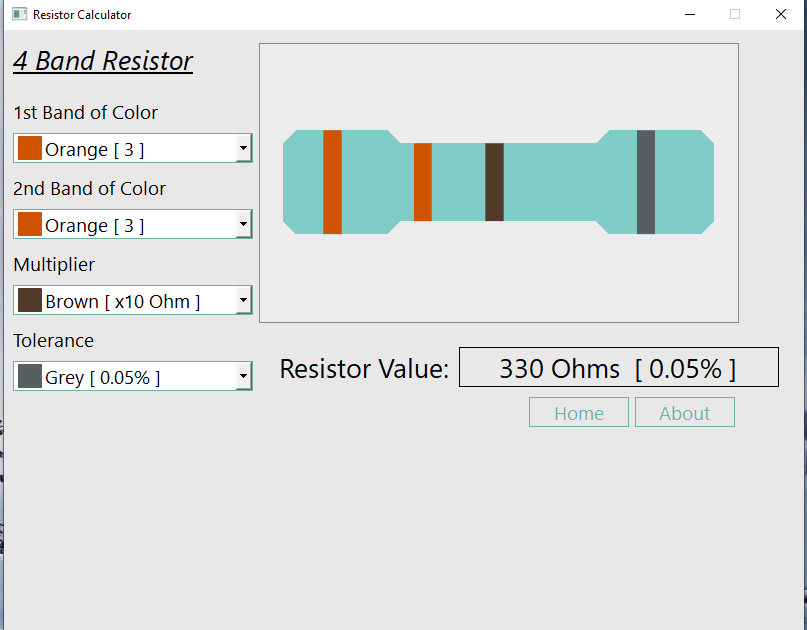 Resistor Calculator
4 Band Resistor
1st Band of Color
Orange [ 3 ]
2nd Band of Color
Orange [ 3 ]
Multiplier
Brown [ x10 Ohm ]
Tolerance
Grey [ 0.05% ]
Resistor Value: 330 Ohms [ 0.05% ]
Home About